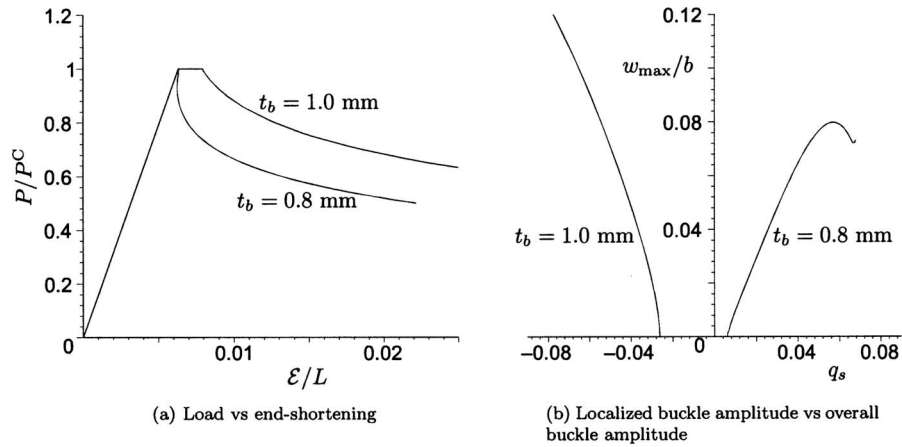 1.2
1
0.8
0.6
0.4
0.2
0
0.01
0.02
P/P^C
ℰ/L
t_b = 1.0 mm
t_b = 0.8 mm
(a) Load vs end-shortening
0.12
w_max/b
0.08
0.04
0
−0.08
−0.04
0.04
0.08
q_s
t_b = 1.0 mm
t_b = 0.8 mm
(b) Localized buckle amplitude vs overall
buckle amplitude